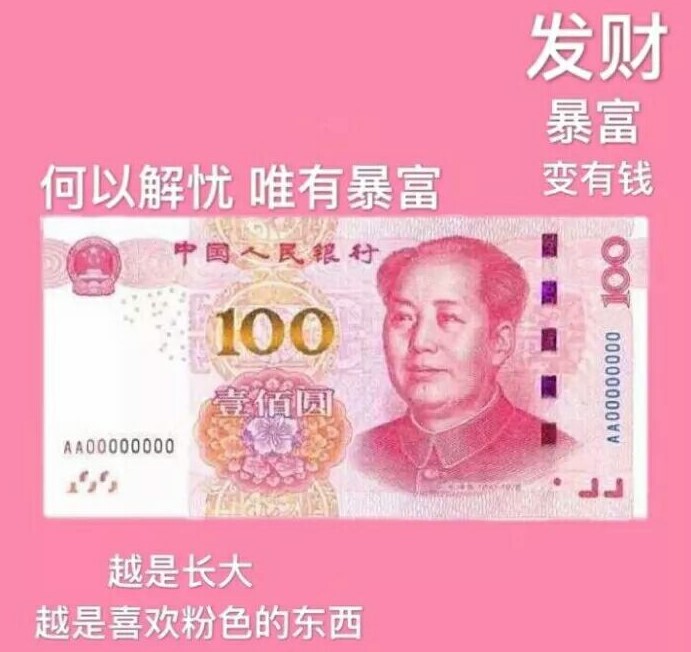 发财
暴富
变有钱
何以解忧 唯有暴富
中国人民银行
100
100
壹佰圆
AA00000000
AA00000000
越是长大
越是喜欢粉色的东西